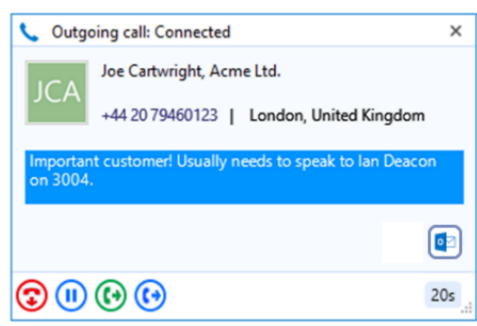 Outgoing call: Connected
JCA
Joe Cartwright, Acme Ltd.
+44 20 79460123 | London, United Kingdom
Important customer! Usually needs to speak to Ian Deacon
on 3004.
20s